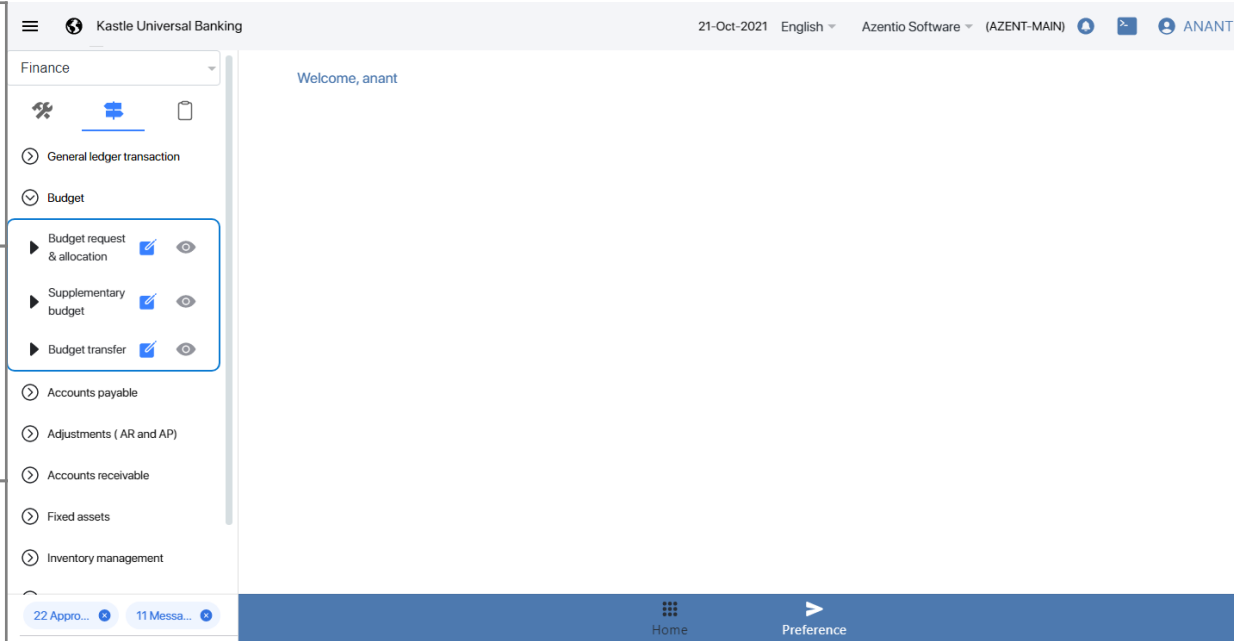 Kastle Universal Banking
21-Oct-2021 English Azentio Software (AZENT-MAIN) ANANT
Finance
Welcome, anant
General ledger transaction
Budget
Budget request
& allocation
Supplementary
budget
Budget transfer
Accounts payable
Adjustments ( AR and AP)
Accounts receivable
Fixed assets
Inventory management
22 Appro... 11 Messa...
Home
Preference